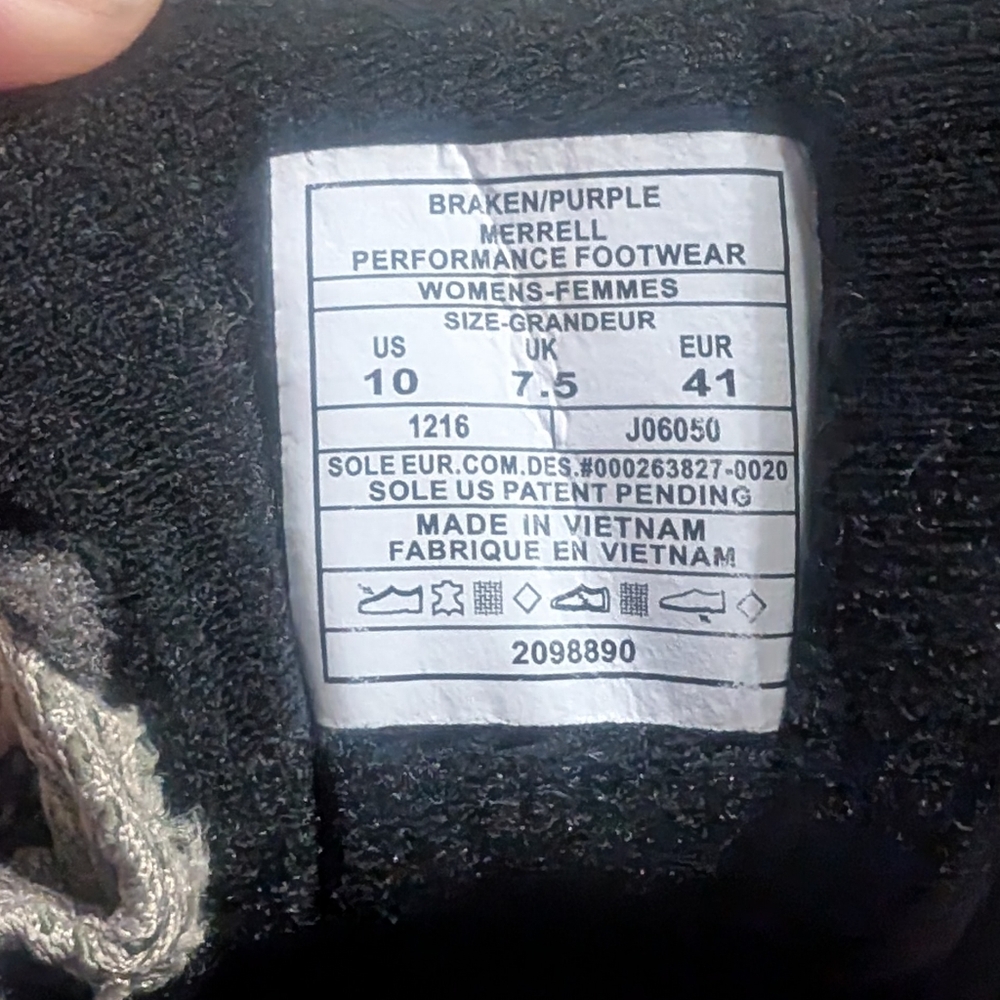 BRAKEN/PURPLE
MERRELL
PERFORMANCE FOOTWEAR
WOMENS-FEMMES
SIZE-GRANDEUR
US UK EUR
10 7.5 41
1216 J06050
SOLE EUR.COM.DES.#000263827-0020
SOLE US PATENT PENDING
MADE IN VIETNAM
FABRIQUE EN VIETNAM
2098890